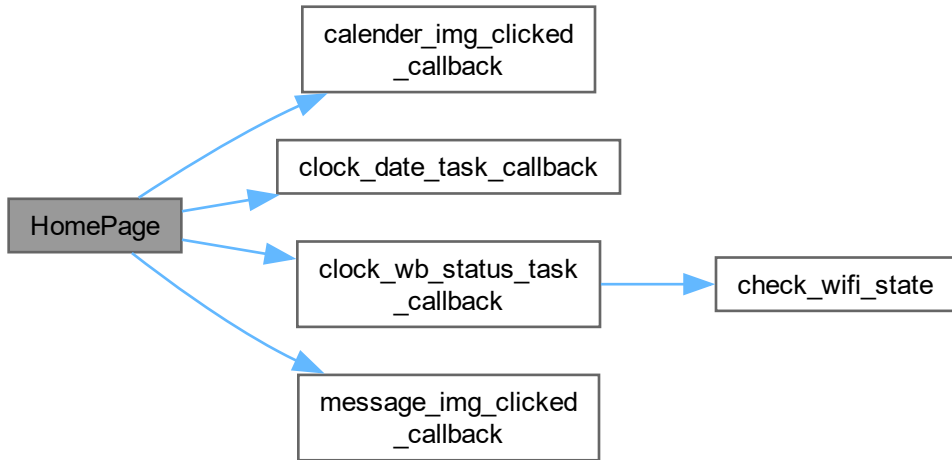 calender_img_clicked
_callback
clock_date_task_callback
HomePage
clock_wb_status_task
_callback
check_wifi_state
message_img_clicked
_callback